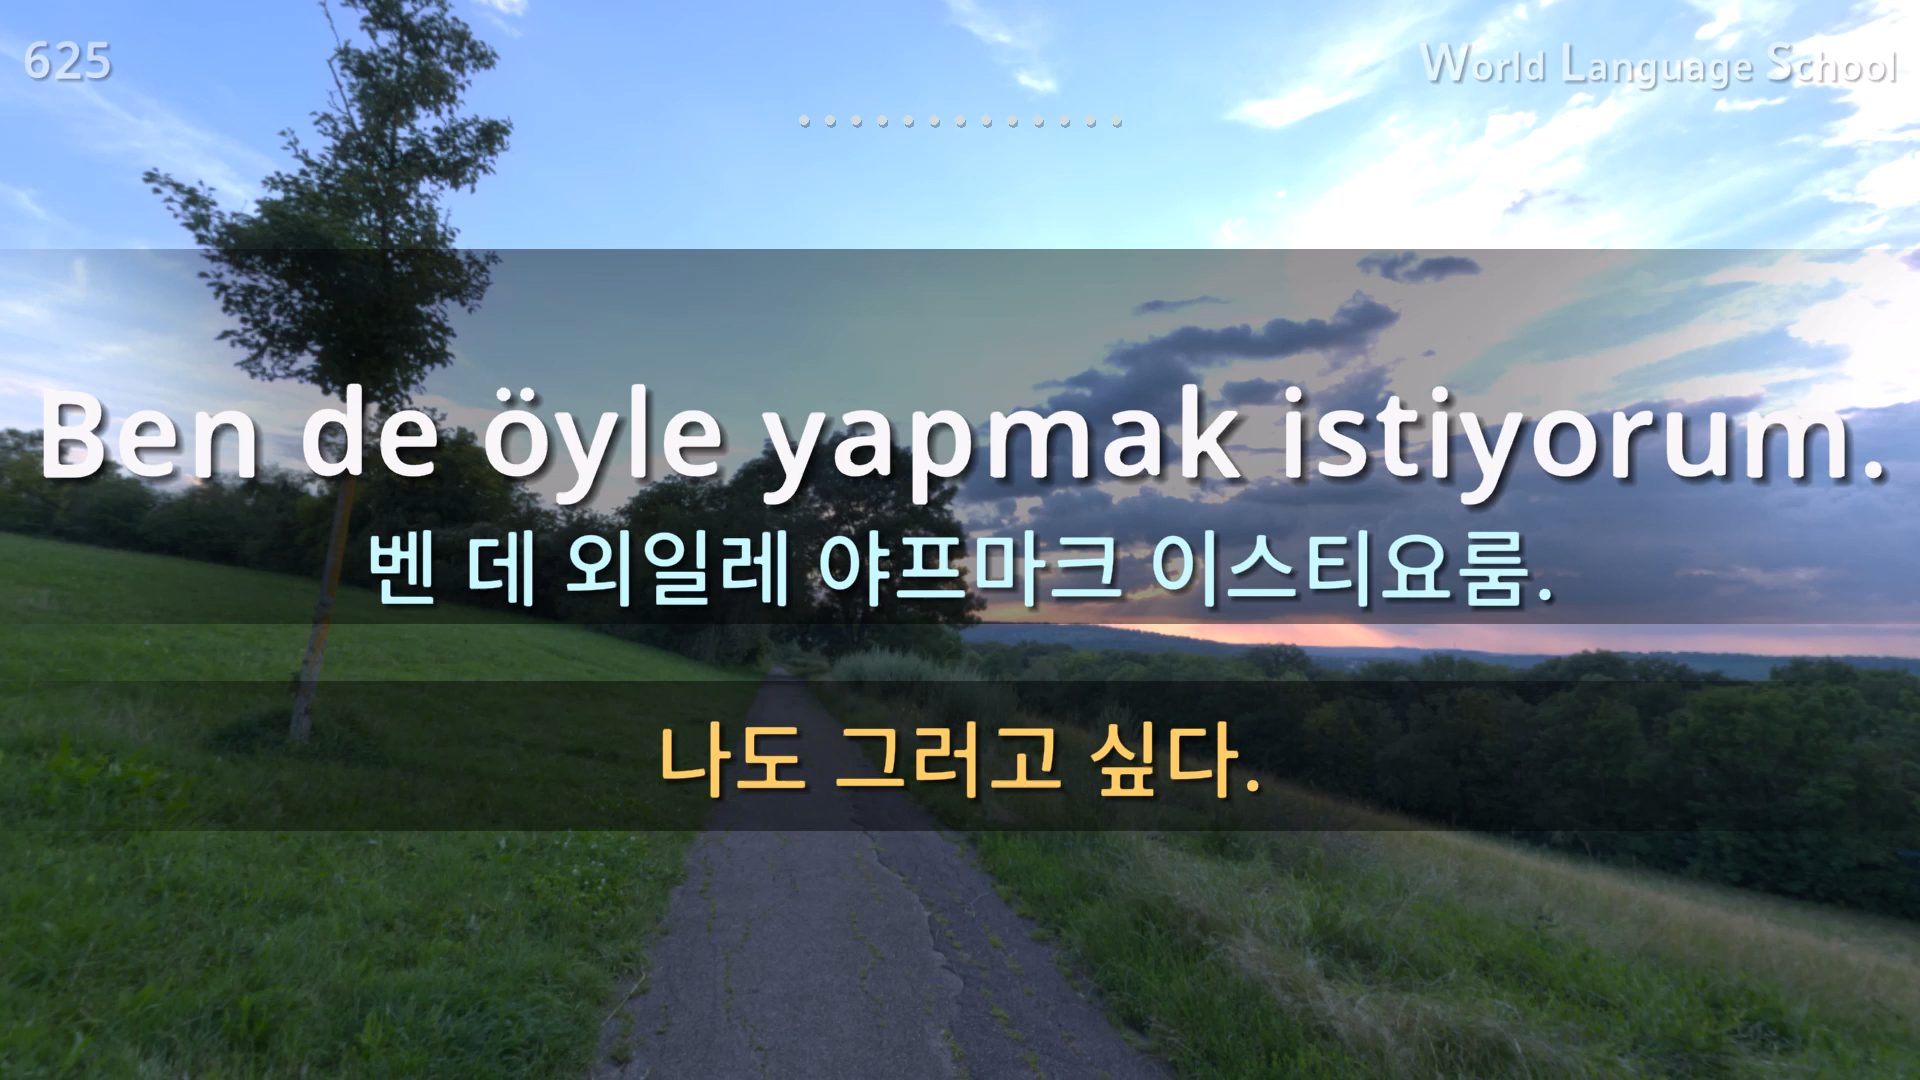 625
World Language School
Ben de öyle yapmak istiyorum.
벤 데 외일레 야프마크 이스티요룸.
나도 그러고 싶다.